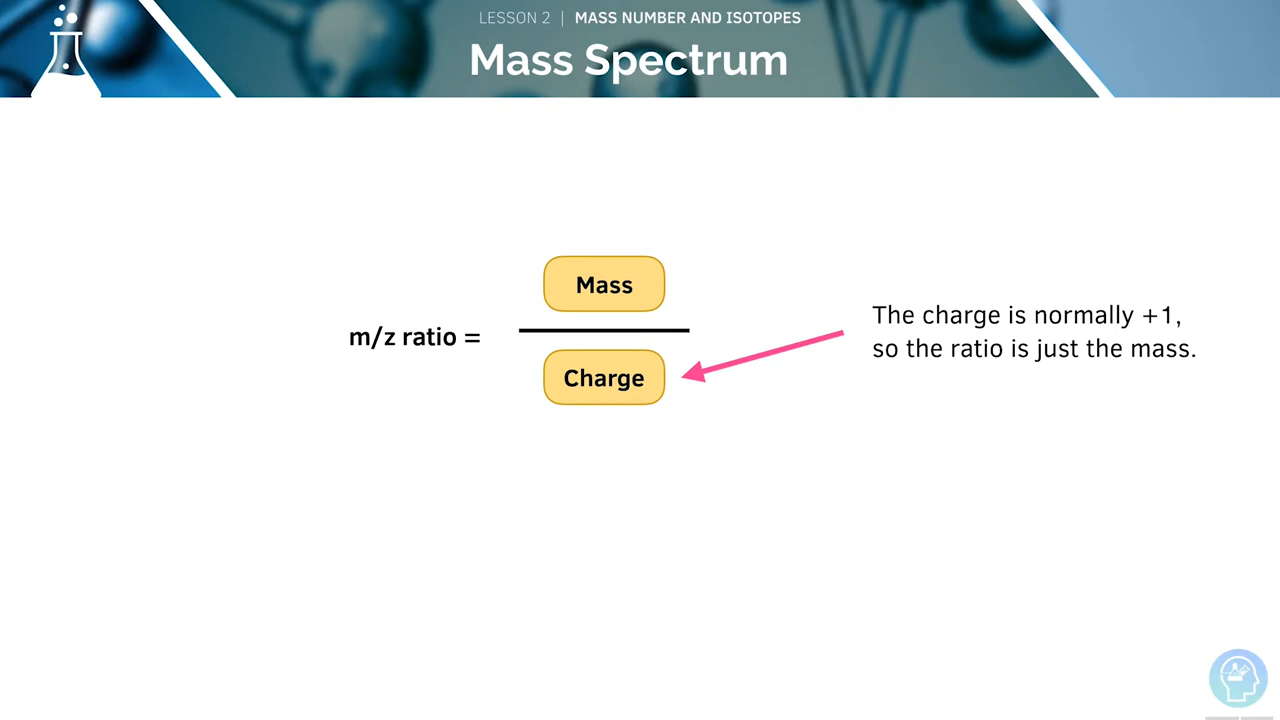 LESSON 2 | MASS NUMBER AND ISOTOPES
Mass Spectrum
Mass
m/z ratio =
Charge
The charge is normally +1,
so the ratio is just the mass.